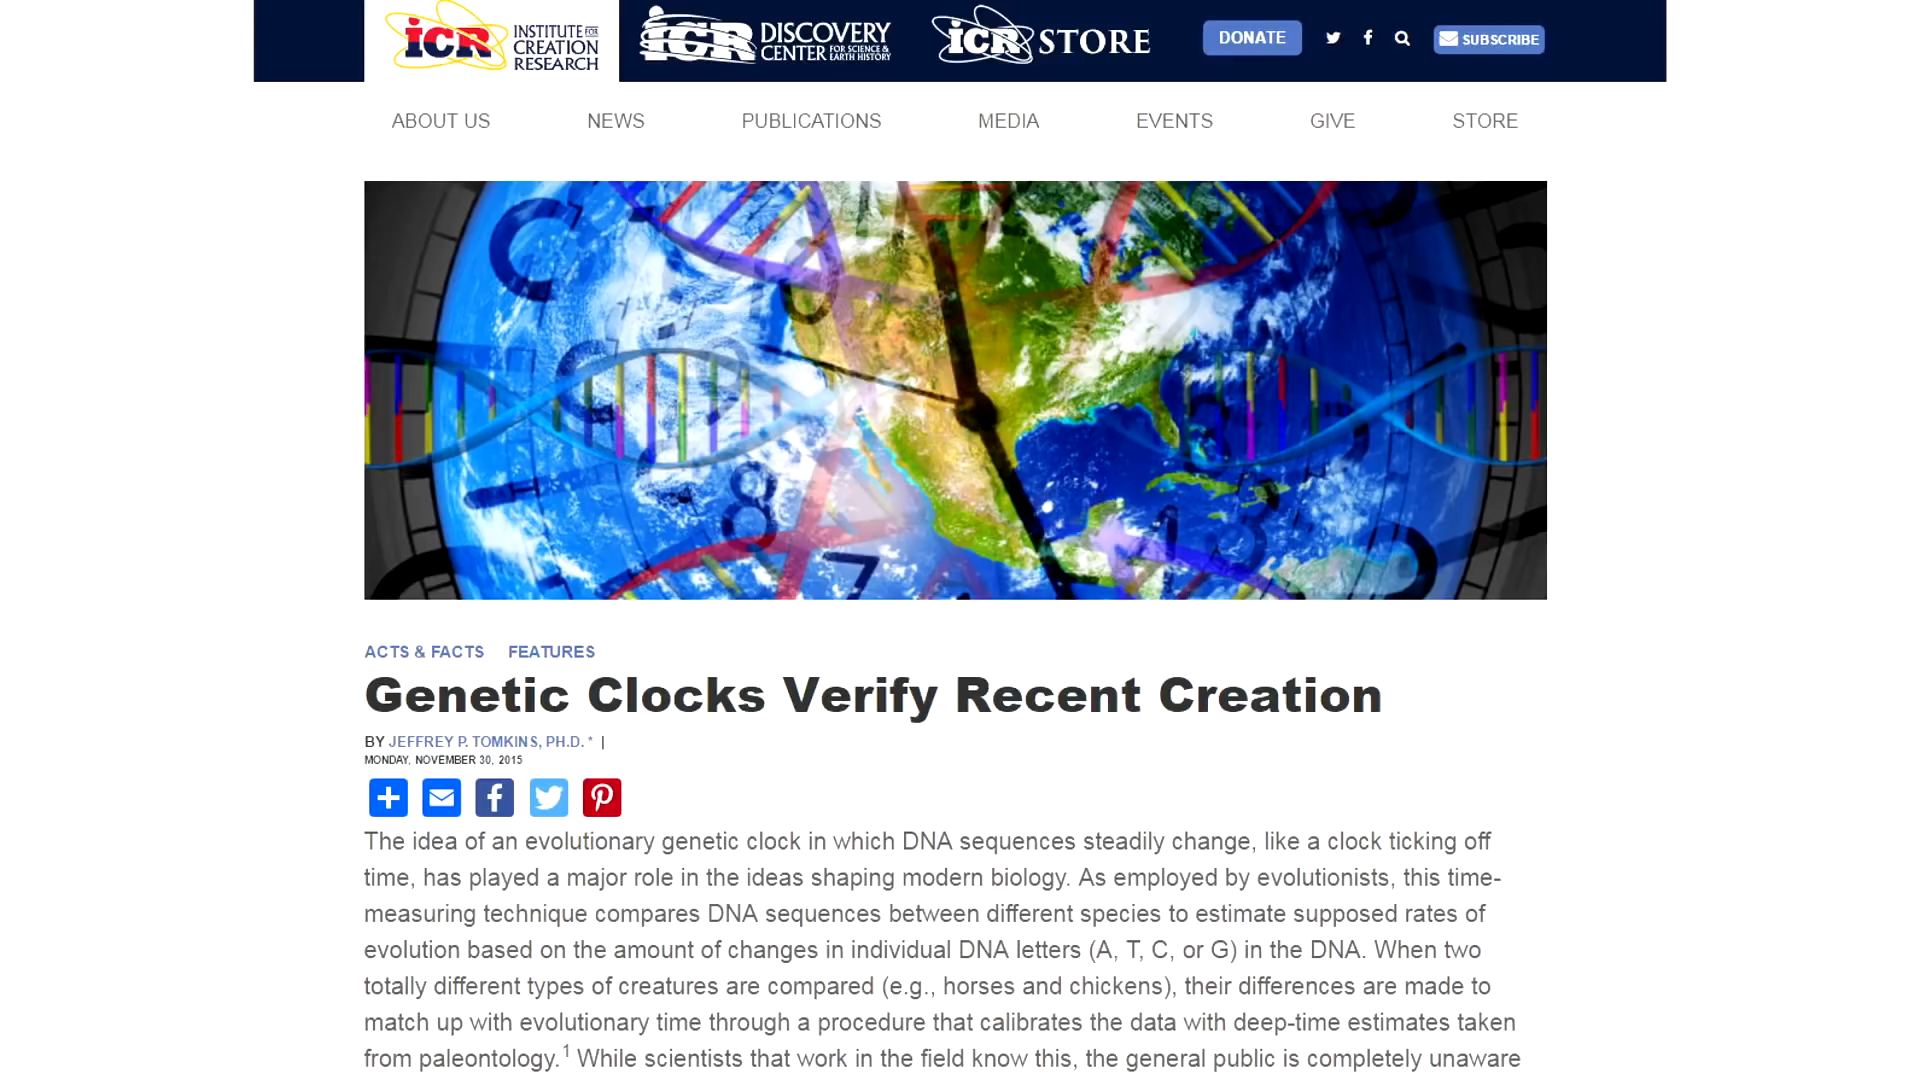 iCR INSTITUTE FOR CREATION RESEARCH
iCR DISCOVERY CENTER FOR SCIENCE & EARTH HISTORY
iCR STORE
DONATE
SUBSCRIBE
ABOUT US NEWS PUBLICATIONS MEDIA EVENTS GIVE STORE
ACTS & FACTS FEATURES
Genetic Clocks Verify Recent Creation
BY JEFFREY P. TOMKINS, PH.D. * |
MONDAY, NOVEMBER 30, 2015
The idea of an evolutionary genetic clock in which DNA sequences steadily change, like a clock ticking off
time, has played a major role in the ideas shaping modern biology. As employed by evolutionists, this time-
measuring technique compares DNA sequences between different species to estimate supposed rates of
evolution based on the amount of changes in individual DNA letters (A, T, C, or G) in the DNA. When two
totally different types of creatures are compared (e.g., horses and chickens), their differences are made to
match up with evolutionary time through a procedure that calibrates the data with deep-time estimates taken
from paleontology.1 While scientists that work in the field know this, the general public is completely unaware